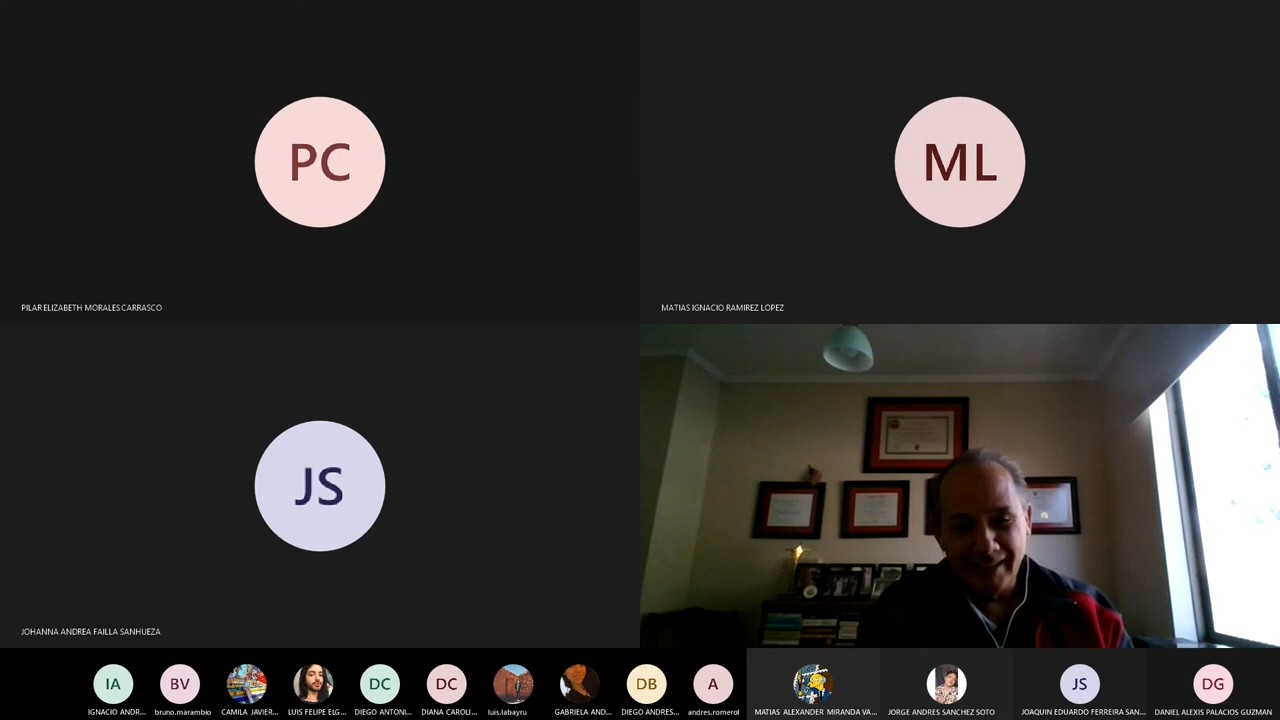 PC
ML
PILAR ELIZABETH MORALES CARRASCO
MATIAS IGNACIO RAMIREZ LOPEZ
JS
JOHANNA ANDREA FAILLA SANHUEZA
IA
BV
DC
DC
DB
A
JS
DG
IGNACIO ANDR...
bruno.marambio
CAMILA JAVIER...
LUIS FELIPE ELG...
DIEGO ANTONI...
DIANA CAROLI...
luis.labayru
GABRIELA AND...
DIEGO ANDRES...
andres.romerol
MATIAS ALEXANDER MIRANDA VA...
JORGE ANDRES SANCHEZ SOTO
JOAQUIN EDUARDO FERREIRA SAN...
DANIEL ALEXIS PALACIOS GUZMAN